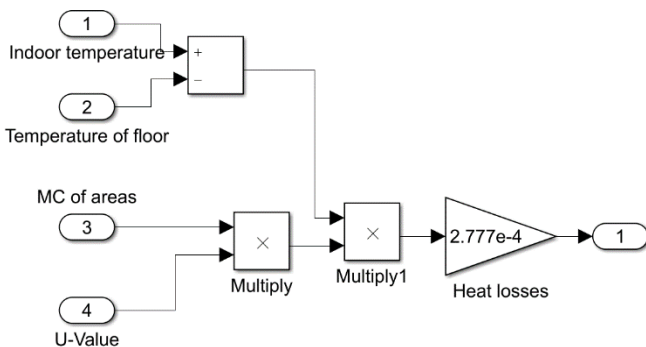 1
Indoor temperature
+
−
2
Temperature of floor
MC of areas
3
×
Multiply
×
Multiply1
2.777e-4
Heat losses
1
4
U-Value